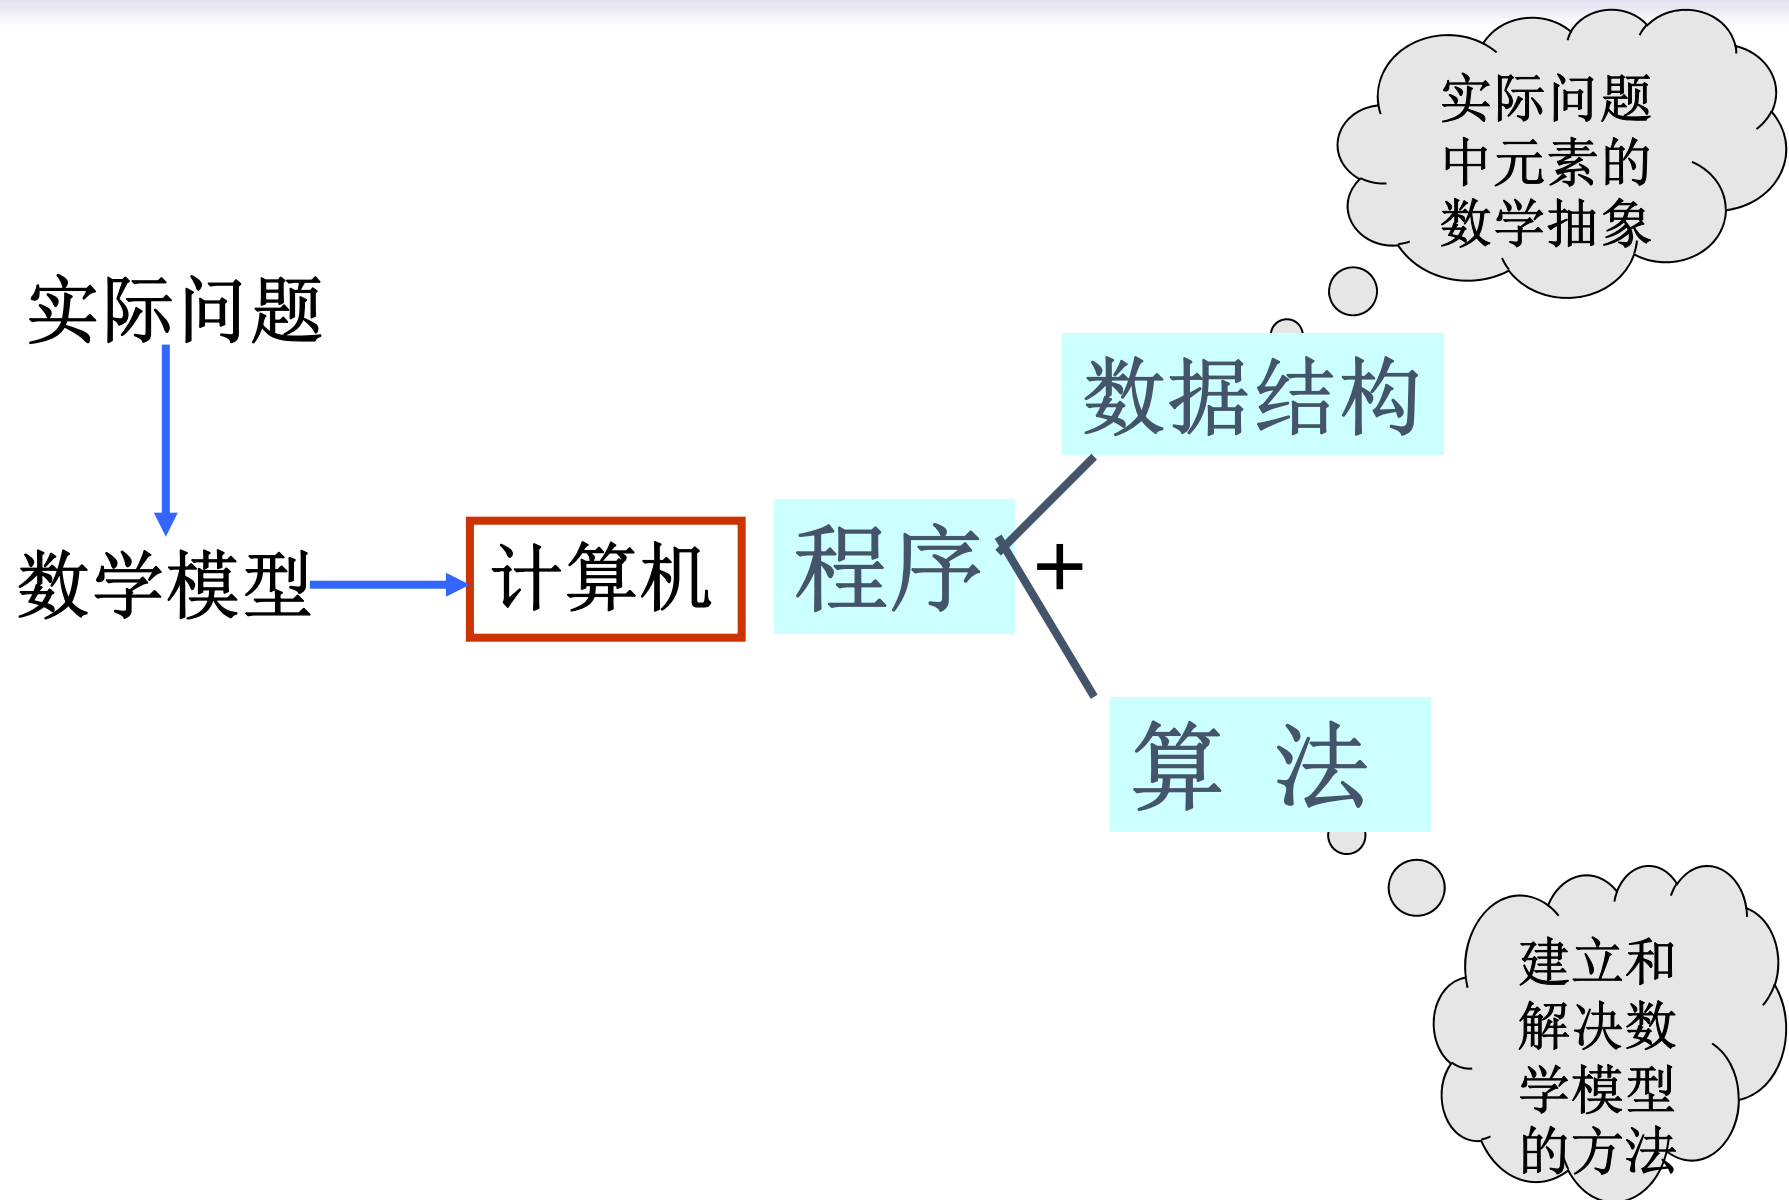 实际问题
中元素的
数学抽象
实际问题
数据结构
数学模型
计算机
程序
+
算 法
建立和
解决数
学模型
的方法